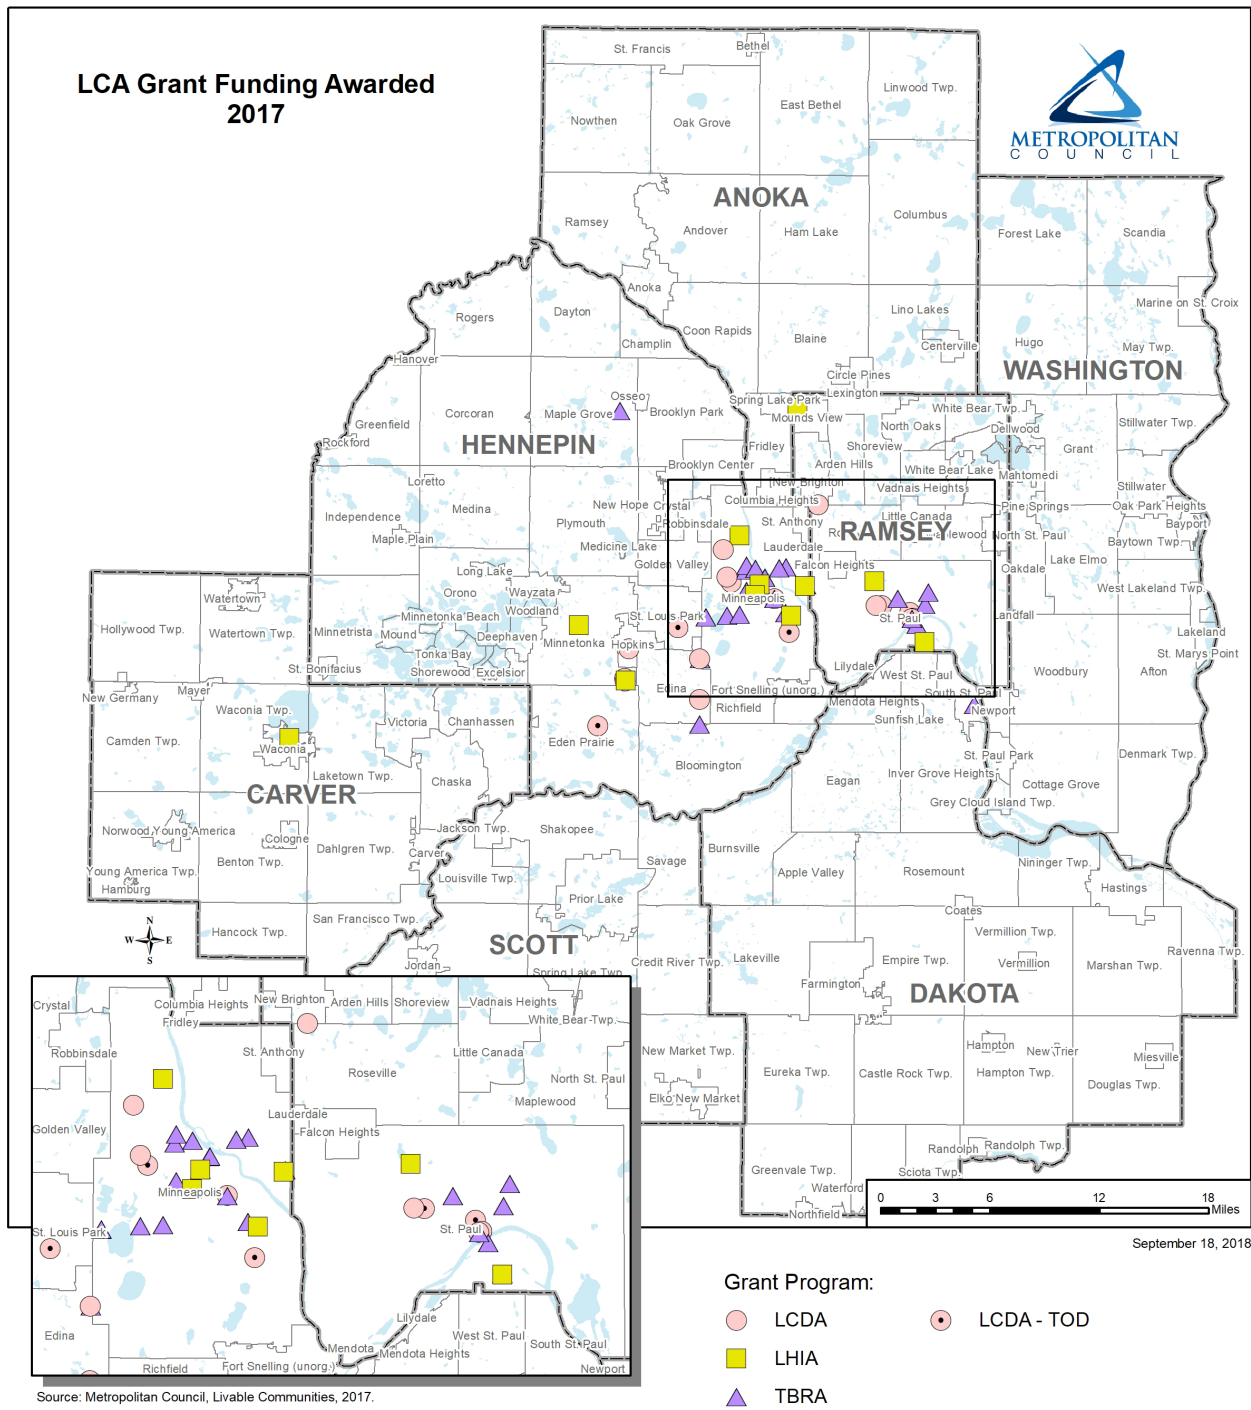 LCA Grant Funding Awarded
2017
METROPOLITAN
COUNCIL
St. Francis
Bethel
Linwood Twp.
East Bethel
Nowthen
Oak Grove
ANOKA
Columbus
Ramsey
Andover
Ham Lake
Forest Lake
Scandia
Anoka
Marine on St. Croix
Rogers
Dayton
Lino Lakes
Coon Rapids
Blaine
Champlin
Centerville
Hugo
May Twp.
Hanover
WASHINGTON
Circle Pines
Lexington
Osseo
Spring Lake Park
Corcoran
Maple Grove
Brooklyn Park
Mounds View
White Bear Twp.
Greenfield
North Oaks
Dellwood
Stillwater Twp.
Rockford
HENNEPIN
Fridley
Shoreview
Grant
Brooklyn Center
Arden Hills
White Bear Lake
Mahtomedi
Loretto
New Brighton
Vadnais Heights
Stillwater
Medina
New Hope
Crystal
Columbia Heights
Pine Springs
Oak Park Heights
Independence
Plymouth
Robbinsdale
St. Anthony
Little Canada
Bayport
RAMSEY
North St. Paul
Maple Plain
Medicine Lake
Lauderdale
Baytown Twp.
Golden Valley
Falcon Heights
Lake Elmo
Long Lake
Oakdale
Orono
Wayzata
West Lakeland Twp.
Watertown
Woodland
Minneapolis
Minnetonka Beach
St. Louis Park
St. Paul
Landfall
Hollywood Twp.
Watertown Twp.
Minnetrista
Mound
Deephaven
Minnetonka
Hopkins
Lakeland
Tonka Bay
St. Marys Point
St. Bonifacius
Shorewood
Excelsior
Lilydale
West St. Paul
Woodbury
Afton
New Germany
Mayer
Edina
Fort Snelling (unorg.)
South St. Paul
Waconia Twp.
Richfield
Mendota Heights
Newport
Victoria
Chanhassen
Sunfish Lake
Camden Twp.
Waconia
Eden Prairie
St. Paul Park
Denmark Twp.
Laketown Twp.
Chaska
Bloomington
Eagan
Inver Grove Heights
Cottage Grove
CARVER
Grey Cloud Island Twp.
Norwood Young America
Cologne
Jackson Twp.
Shakopee
Dahlgren Twp.
Carver
Burnsville
Benton Twp.
Savage
Nininger Twp.
Young America Twp.
Louisville Twp.
Apple Valley
Rosemount
Hamburg
Hastings
Prior Lake
San Francisco Twp.
Coates
Hancock Twp.
Vermillion Twp.
SCOTT
Ravenna Twp.
Jordan
Credit River Twp.
Lakeville
Empire Twp.
Vermillion
Marshan Twp.
Spring Lake Twp.
Farmington
DAKOTA
N
W
E
S
Hampton
New Market Twp.
New Trier
Miesville
Eureka Twp.
Castle Rock Twp.
Hampton Twp.
Douglas Twp.
Elko New Market
Randolph
Randolph Twp.
Greenvale Twp.
Sciota Twp.
Waterford
Northfield
Crystal
Columbia Heights
New Brighton
Arden Hills
Shoreview
Vadnais Heights
Fridley
White Bear Twp.
Robbinsdale
St. Anthony
Little Canada
Roseville
North St. Paul
Maplewood
Lauderdale
Golden Valley
Falcon Heights
Minneapolis
St. Louis Park
St. Paul
Lilydale
Edina
West St. Paul
South St. Paul
Mendota
Mendota Heights
Richfield
Fort Snelling (unorg.)
Newport
0 3 6 12 18
Miles
September 18, 2018
Grant Program:
LCDA
LCDA - TOD
LHIA
TBRA
Source: Metropolitan Council, Livable Communities, 2017.